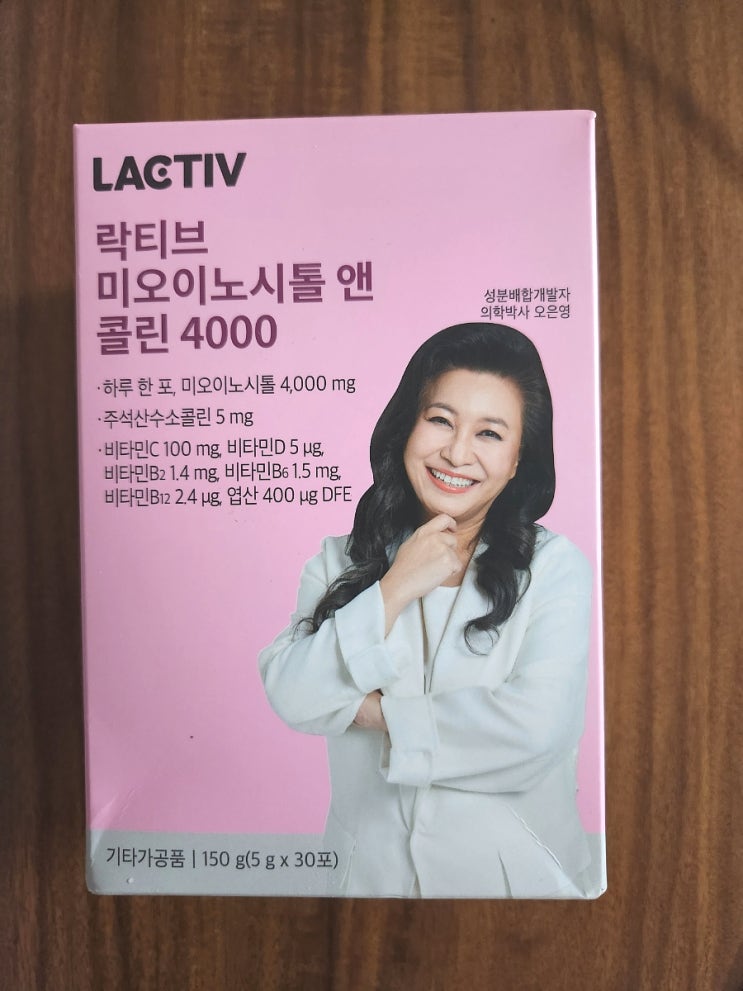 LACTIV
락티브
미오이노시톨 앤
콜린 4000
성분배합개발자
의학박사 오은영
·하루 한 포, 미오이노시톨 4,000 mg
·주석산수소콜린 5 mg
·비타민C 100 mg, 비타민D 5 µg,
비타민B2 1.4 mg, 비타민B6 1.5 mg,
비타민B12 2.4 µg, 엽산 400 µg DFE
기타가공품 | 150 g(5 g x 30포)